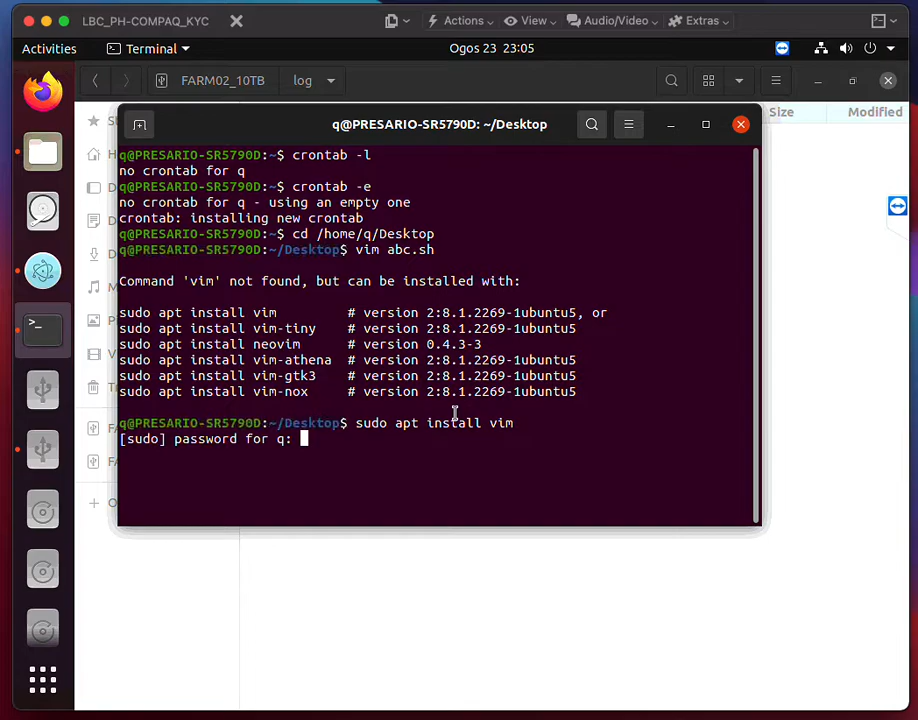 LBC_PH-COMPAQ_KYC
Actions
View
Audio/Video
Extras
Activities
Terminal
Ogos 23 23:05
FARM02_10TB
log
Size
Modified
q@PRESARIO-SR5790D: ~/Desktop
q@PRESARIO-SR5790D:~$ crontab -l
no crontab for q
q@PRESARIO-SR5790D:~$ crontab -e
no crontab for q - using an empty one
crontab: installing new crontab
q@PRESARIO-SR5790D:~$ cd /home/q/Desktop
q@PRESARIO-SR5790D:~/Desktop$ vim abc.sh
Command 'vim' not found, but can be installed with:
sudo apt install vim # version 2:8.1.2269-1ubuntu5, or
sudo apt install vim-tiny # version 2:8.1.2269-1ubuntu5
sudo apt install neovim # version 0.4.3-3
sudo apt install vim-athena # version 2:8.1.2269-1ubuntu5
sudo apt install vim-gtk3 # version 2:8.1.2269-1ubuntu5
sudo apt install vim-nox # version 2:8.1.2269-1ubuntu5
q@PRESARIO-SR5790D:~/Desktop$ sudo apt install vim
[sudo] password for q: